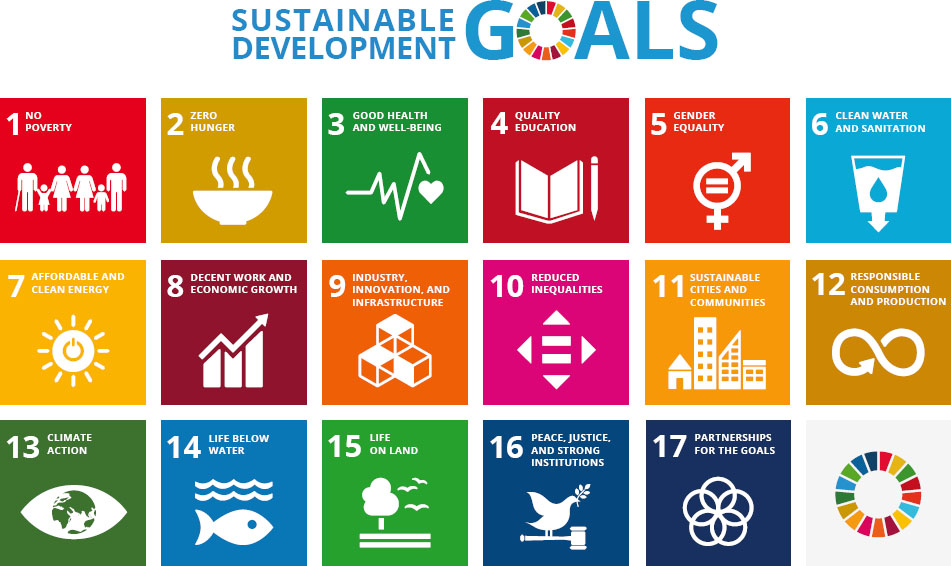 SUSTAINABLE
DEVELOPMENT
GOALS
1 NO
POVERTY
2 ZERO
HUNGER
3 GOOD HEALTH
AND WELL-BEING
4 QUALITY
EDUCATION
5 GENDER
EQUALITY
6 CLEAN WATER
AND SANITATION
7 AFFORDABLE AND
CLEAN ENERGY
8 DECENT WORK AND
ECONOMIC GROWTH
9 INDUSTRY,
INNOVATION, AND
INFRASTRUCTURE
10 REDUCED
INEQUALITIES
11 SUSTAINABLE
CITIES AND
COMMUNITIES
12 RESPONSIBLE
CONSUMPTION
AND PRODUCTION
13 CLIMATE
ACTION
14 LIFE BELOW
WATER
15 LIFE
ON LAND
16 PEACE, JUSTICE,
AND STRONG
INSTITUTIONS
17 PARTNERSHIPS
FOR THE GOALS